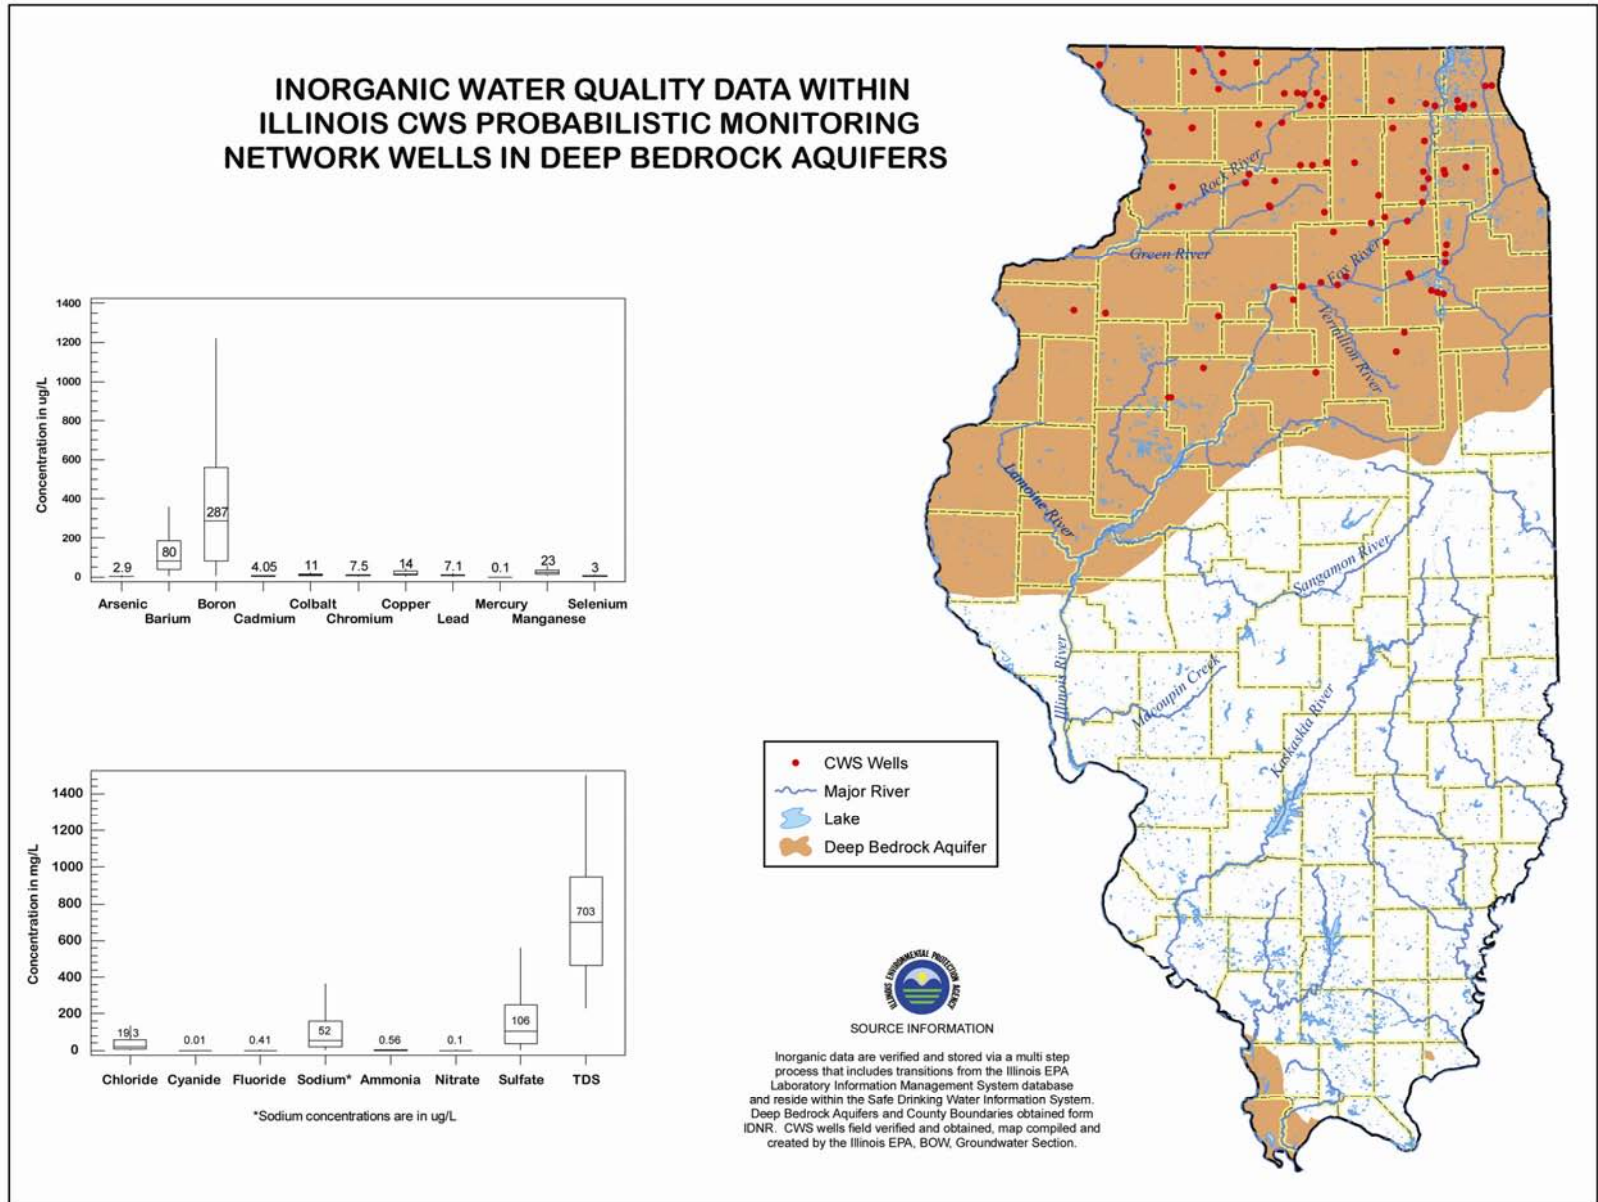 INORGANIC WATER QUALITY DATA WITHIN
ILLINOIS CWS PROBABILISTIC MONITORING
NETWORK WELLS IN DEEP BEDROCK AQUIFERS
Concentration in ug/L
1400
1200
1000
800
600
400
200
0
2.9
80
287
4.05
11
7.5
14
7.1
0.1
23
3
Arsenic
Barium
Boron
Cadmium
Colbalt
Chromium
Copper
Lead
Mercury
Manganese
Selenium
Concentration in mg/L
1400
1200
1000
800
600
400
200
0
19.3
0.01
0.41
52
0.56
0.1
106
703
Chloride Cyanide Fluoride Sodium* Ammonia Nitrate Sulfate TDS
*Sodium concentrations are in ug/L
Rock River
Green River
Fox River
Vermilion River
Lamoine River
Sangamon River
Illinois River
Macoupin Creek
Kaskaskia River
CWS Wells
Major River
Lake
Deep Bedrock Aquifer
ILLINOIS ENVIRONMENTAL PROTECTION AGENCY
SOURCE INFORMATION
Inorganic data are verified and stored via a multi step
process that includes transitions from the Illinois EPA
Laboratory Information Management System database
and reside within the Safe Drinking Water Information System.
Deep Bedrock Aquifers and County Boundaries obtained form
IDNR. CWS wells field verified and obtained, map compiled and
created by the Illinois EPA, BOW, Groundwater Section.